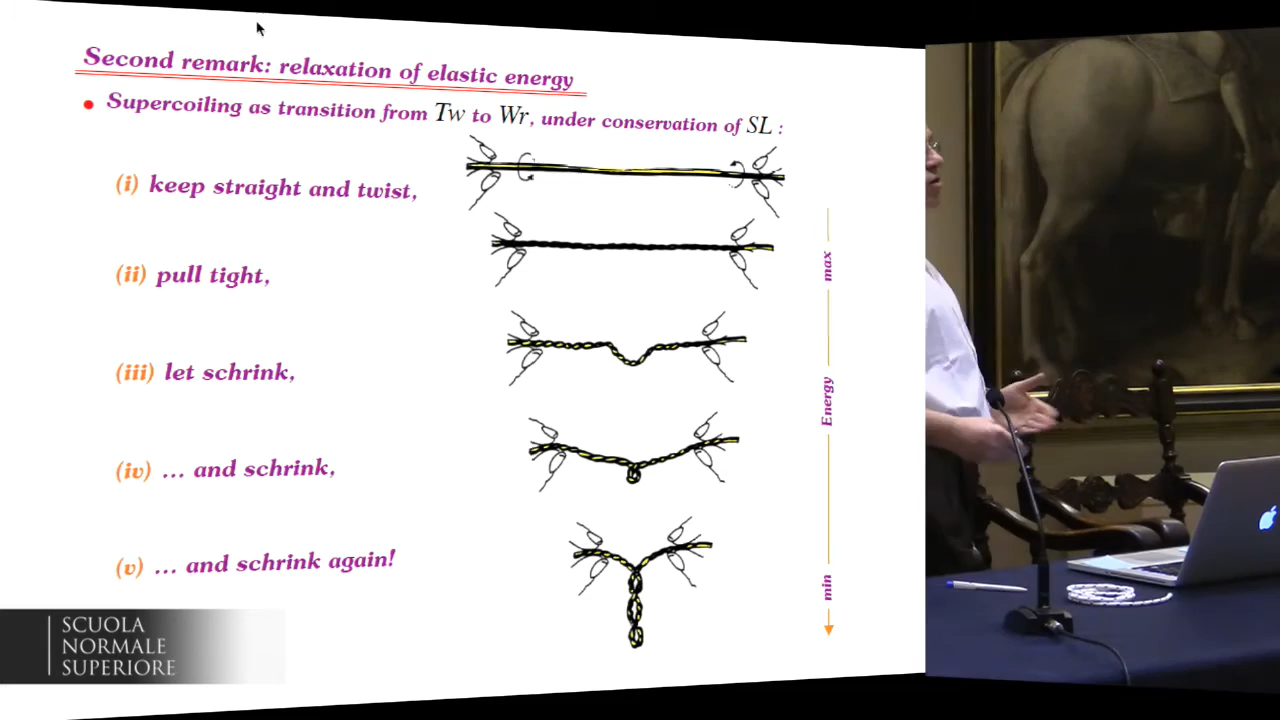 Second remark: relaxation of elastic energy
• Supercoiling as transition from Tw to Wr, under conservation of SL :
(i) keep straight and twist,
(ii) pull tight,
(iii) let schrink,
(iv) ... and schrink,
(v) ... and schrink again!
max
Energy
min
SCUOLA
NORMALE
SUPERIORE